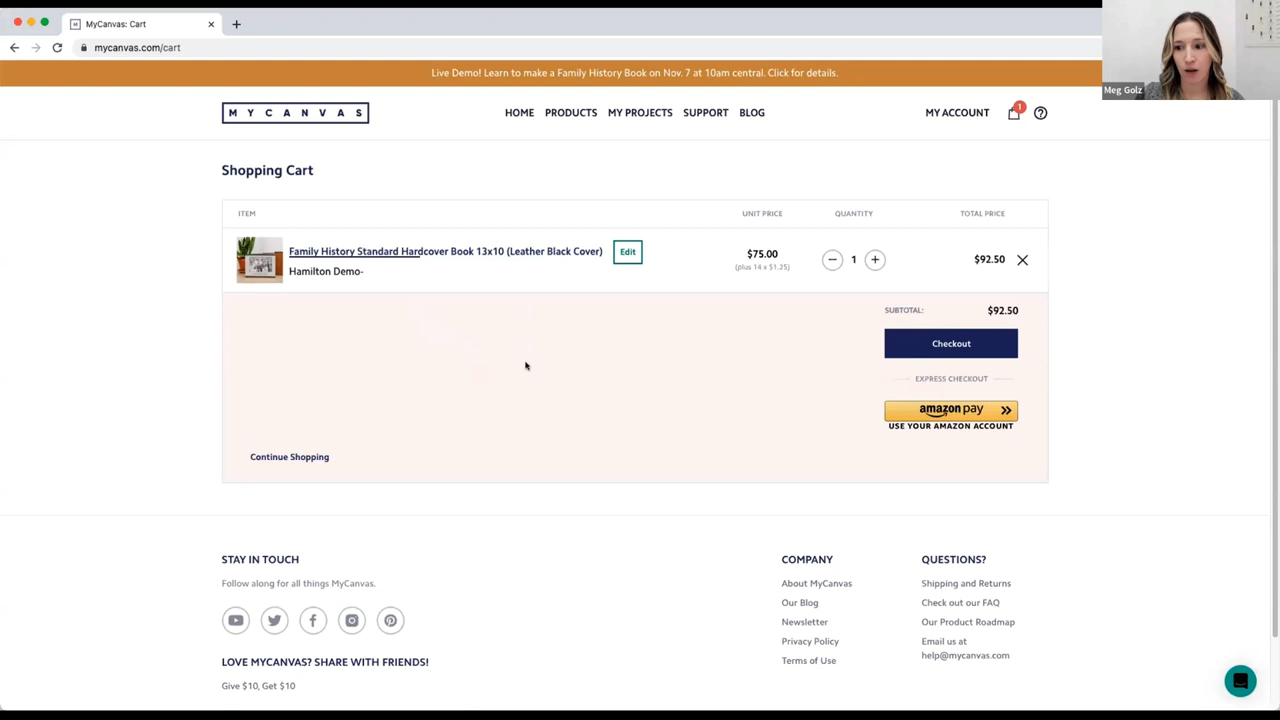 MyCanvas: Cart
mycanvas.com/cart
Meg Golz
Live Demo! Learn to make a Family History Book on Nov. 7 at 10am central. Click for details.
MYCANVAS HOME PRODUCTS MY PROJECTS SUPPORT BLOG MY ACCOUNT 1
Shopping Cart
ITEM UNIT PRICE QUANTITY TOTAL PRICE
Family History Standard Hardcover Book 13x10 (Leather Black Cover) Edit
Hamilton Demo-
$75.00
(plus 14 x $1.25)
1
$92.50
SUBTOTAL: $92.50
Checkout
EXPRESS CHECKOUT
amazon pay
USE YOUR AMAZON ACCOUNT
Continue Shopping
STAY IN TOUCH
Follow along for all things MyCanvas.
LOVE MYCANVAS? SHARE WITH FRIENDS!
Give $10, Get $10
COMPANY
About MyCanvas
Our Blog
Newsletter
Privacy Policy
Terms of Use
QUESTIONS?
Shipping and Returns
Check out our FAQ
Our Product Roadmap
Email us at
help@mycanvas.com